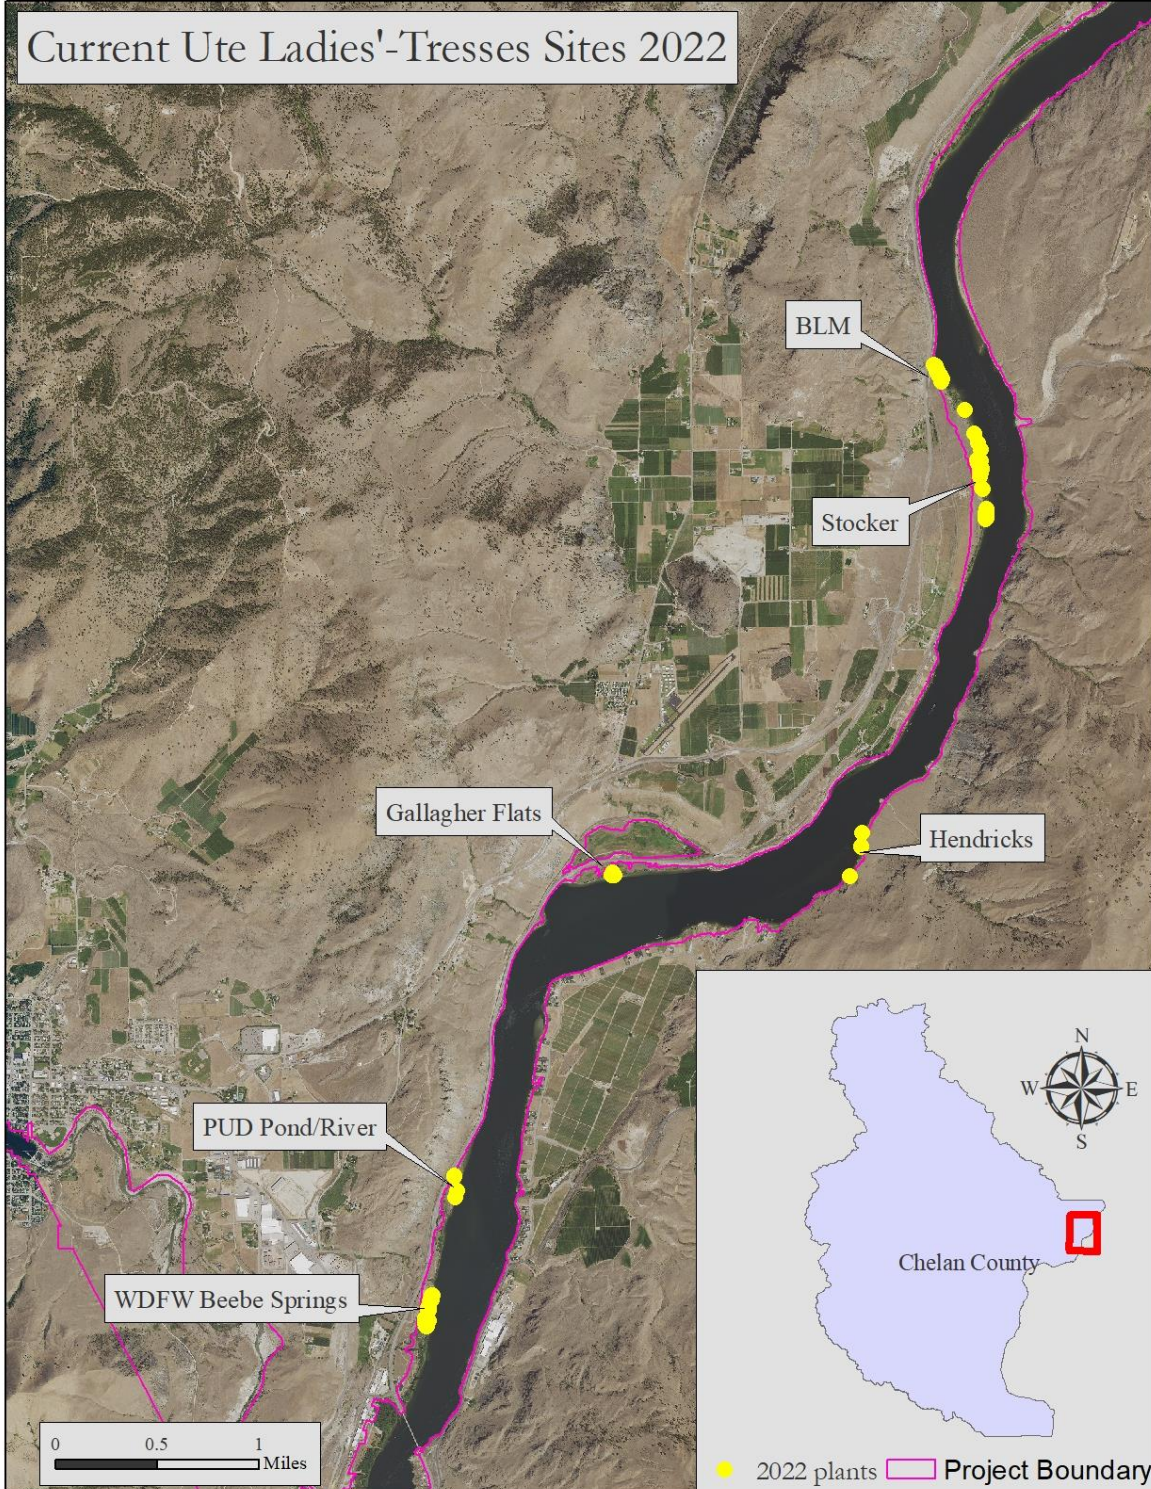 Current Ute Ladies'-Tresses Sites 2022
BLM
Stocker
Gallagher Flats
Hendricks
PUD Pond/River
WDFW Beebe Springs
N
W E
S
Chelan County
0 0.5 1
Miles
2022 plants Project Boundary